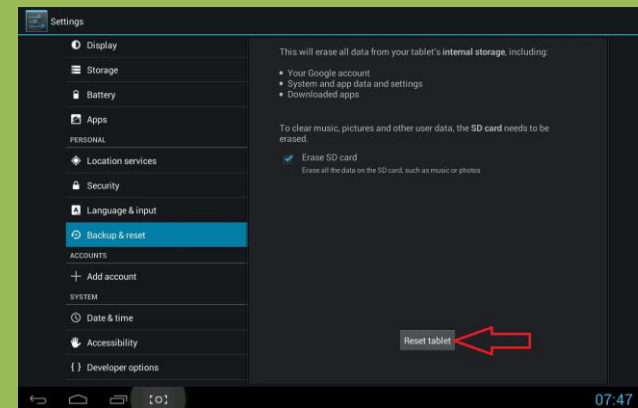 Settings
Display
Storage
Battery
Apps
PERSONAL
Location services
Security
Language & input
Backup & reset
ACCOUNTS
Add account
SYSTEM
Date & time
Accessibility
{ } Developer options
This will erase all data from your tablet's internal storage, including:
• Your Google account
• System and app data and settings
• Downloaded apps
To clear music, pictures and other user data, the SD card needs to be
erased.
Erase SD card
Erase all the data on the SD card, such as music or photos
Reset tablet
07:47